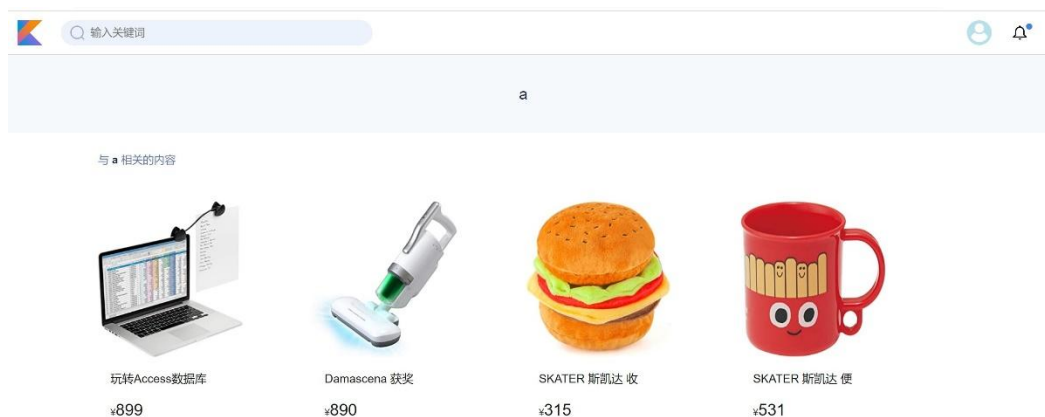 输入关键词
a
与 a 相关的内容
玩转Access数据库
Damascena 获奖
SKATER 斯凯达 收
SKATER 斯凯达 便
¥899
¥890
¥315
¥531